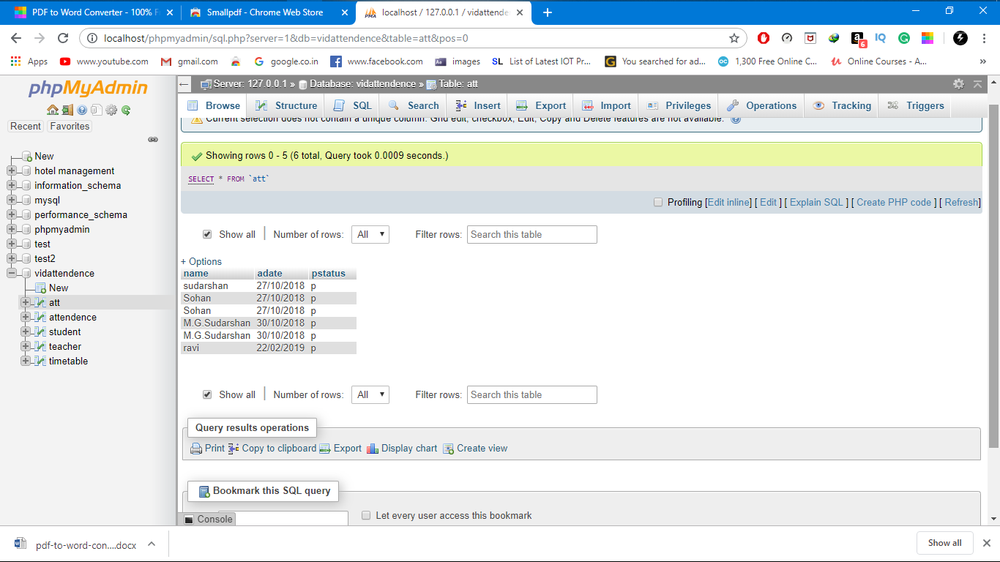 PDF to Word Converter - 100% F
Smallpdf - Chrome Web Store
localhost / 127.0.0.1 / vidattende
localhost/phpmyadmin/sql.php?server=1&db=vidattendence&table=att&pos=0
6
IQ
Apps
www.youtube.com
gmail.com
google.co.in
www.facebook.com
Ae
images
SL
List of Latest IOT Pr...
You searched for ad...
OC
1,300 Free Online C...
Online Courses - A...
phpMyAdmin
Recent
Favorites
New
hotel management
information_schema
mysql
performance_schema
phpmyadmin
test
test2
vidattendence
New
att
attendence
student
teacher
timetable
Server: 127.0.0.1 » Database: vidattendence » Table: att
Browse
Structure
SQL
Search
Insert
Export
Import
Privileges
Operations
Tracking
Triggers
Current selection does not contain a unique column. Grid edit, checkbox, Edit, Copy and Delete features are not available.
Showing rows 0 - 5 (6 total, Query took 0.0009 seconds.)
SELECT * FROM `att`
Profiling [Edit inline] [ Edit ] [ Explain SQL ] [ Create PHP code ] [ Refresh]
Show all | Number of rows: All Filter rows: Search this table
+ Options
name adate pstatus
sudarshan 27/10/2018 p
Sohan 27/10/2018 p
Sohan 27/10/2018 p
M.G.Sudarshan 30/10/2018 p
M.G.Sudarshan 30/10/2018 p
ravi 22/02/2019 p
Show all | Number of rows: All Filter rows: Search this table
Query results operations
Print Copy to clipboard Export Display chart Create view
Bookmark this SQL query
Let every user access this bookmark
Console
pdf-to-word-con....docx
Show all